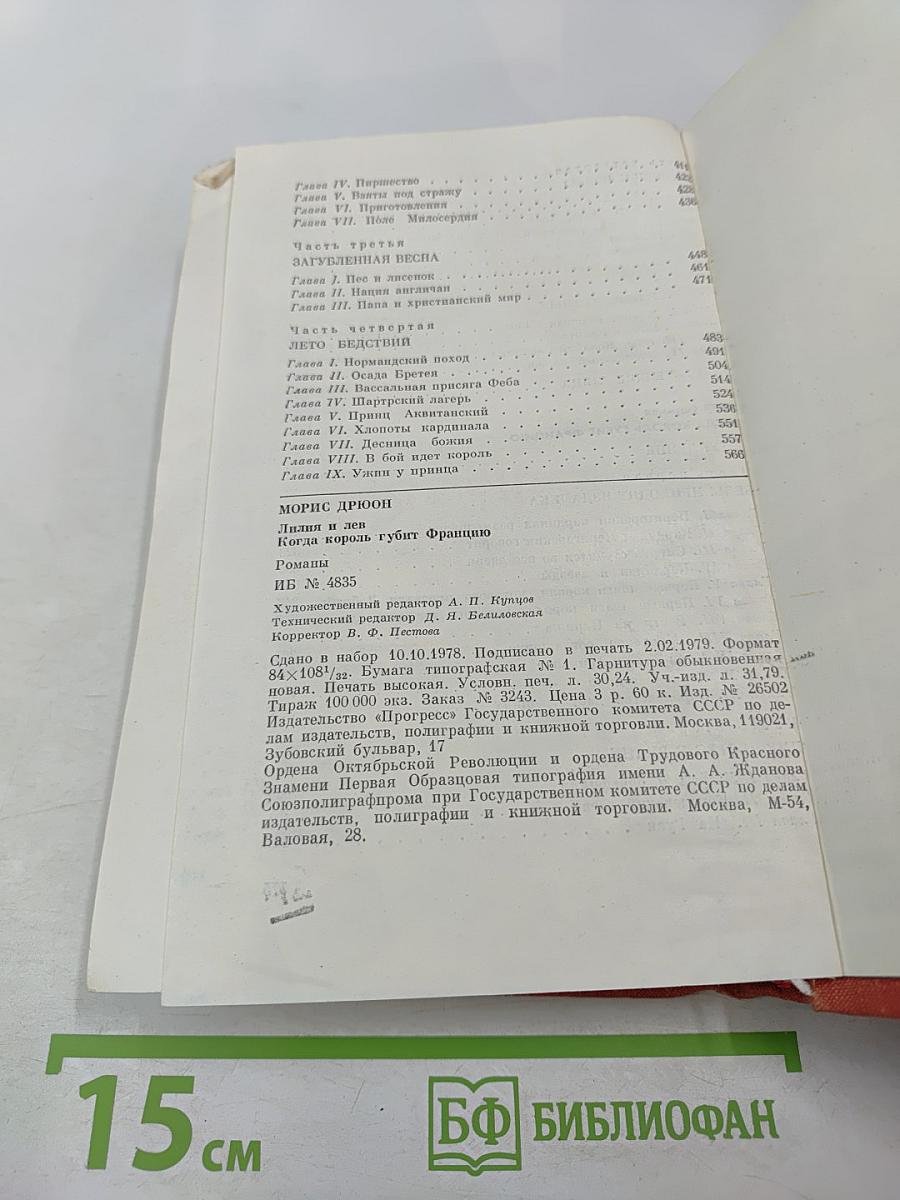 Глава IV. Пиршество . . . . . . . . . . 411
Глава V. Взяты под стражу . . . . . . . . . . 422
Глава VI. Приготовления . . . . . . . . . . 428
Глава VII. Поле Милосердия . . . . . . . . . . 436
Часть третья
ЗАГУБЛЕННАЯ ВЕСНА
Глава I. Пес и лисенок . . . . . . . . . . 448
Глава II. Нация англичан . . . . . . . . . . 461
Глава III. Папа и христианский мир . . . . . . . . . . 471
Часть четвертая
ЛЕТО БЕДСТВИЙ
Глава I. Нормандский поход . . . . . . . . . . 483
Глава II. Осада Бретея . . . . . . . . . . 491
Глава III. Вассальная присяга Феба . . . . . . . . . . 504
Глава IV. Шартрский лагерь . . . . . . . . . . 514
Глава V. Принц Аквитанский . . . . . . . . . . 524
Глава VI. Хлопоты кардинала . . . . . . . . . . 536
Глава VII. Десница божия . . . . . . . . . . 551
Глава VIII. В бой идет король . . . . . . . . . . 557
Глава IX. Ужин у принца . . . . . . . . . . 566
МОРИС ДРЮОН
Лилия и лев
Когда король губит Францию
Романы
ИБ № 4835
Художественный редактор А. П. Купцов
Технический редактор Д. Я. Белиловская
Корректор В. Ф. Пестова
Сдано в набор 10.10.1978. Подписано в печать 2.02.1979. Формат
84×108¹/₃₂. Бумага типографская № 1. Гарнитура обыкновенная
новая. Печать высокая. Условн. печ. л. 30,24. Уч.-изд. л. 31,79.
Тираж 100 000 экз. Заказ № 3243. Цена 3 р. 60 к. Изд. № 26502
Издательство «Прогресс» Государственного комитета СССР по де-
лам издательств, полиграфии и книжной торговли. Москва, 119021,
Зубовский бульвар, 17
Ордена Октябрьской Революции и ордена Трудового Красного
Знамени Первая Образцовая типография имени А. А. Жданова
Союзполиграфпрома при Государственном комитете СССР по делам
издательств, полиграфии и книжной торговли. Москва, М-54,
Валовая, 28.
15 см
БФ БИБЛИОФАН